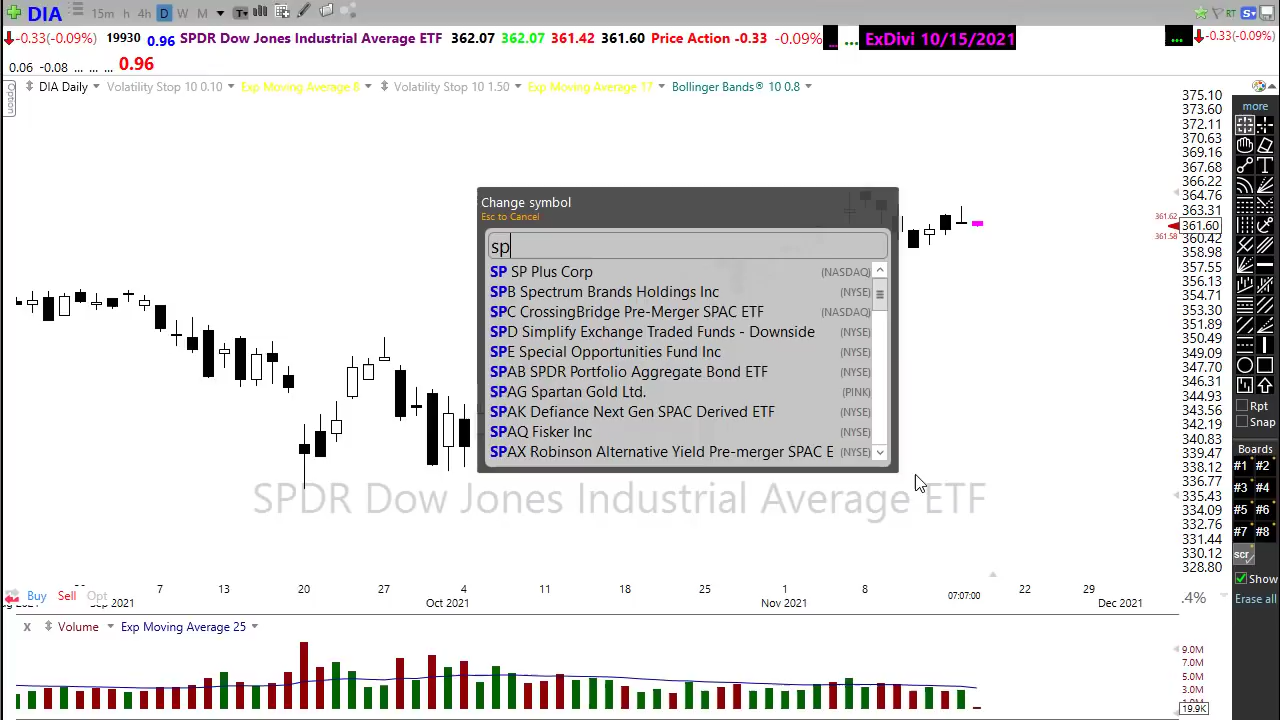 DIA 15m h 4h D W M T RT S
-0.33(-0.09%) 19930 0.96 SPDR Dow Jones Industrial Average ETF 362.07 362.07 361.42 361.60 Price Action -0.33 -0.09% ... ... ExDivi 10/15/2021 ... -0.33(-0.09%)
0.06 -0.08 ... ... ... 0.96
DIA Daily Volatility Stop 10 0.10 Exp Moving Average 8 Volatility Stop 10 1.50 Exp Moving Average 17 Bollinger Bands® 10 0.8
Option
Change symbol
Esc to Cancel
sp
SP SP Plus Corp (NASDAQ)
SPB Spectrum Brands Holdings Inc (NYSE)
SPC CrossingBridge Pre-Merger SPAC ETF (NASDAQ)
SPD Simplify Exchange Traded Funds - Downside (NYSE)
SPE Special Opportunities Fund Inc (NYSE)
SPAB SPDR Portfolio Aggregate Bond ETF (NYSE)
SPAG Spartan Gold Ltd. (PINK)
SPAK Defiance Next Gen SPAC Derived ETF (NYSE)
SPAQ Fisker Inc (NYSE)
SPAX Robinson Alternative Yield Pre-merger SPAC E (NYSE)
SPDR Dow Jones Industrial Average ETF
375.10
373.60
372.11
370.63
369.16
367.68
366.22
364.76
363.31
361.62
361.60
361.58
360.42
358.98
357.55
356.13
354.71
353.30
351.89
350.49
349.09
347.70
346.31
344.93
343.56
342.19
340.83
339.47
338.12
336.77
335.43
334.09
332.76
331.44
330.12
328.80
more
T
Rpt
Snap
Boards
#1 #2
#3 #4
#5 #6
#7 #8
scr
Show
Erase all
Buy Sell Opt
7 13 20 27 4 11 18 25 1 8 22 29
Sep 2021 Oct 2021 Nov 2021 07:07:00 Dec 2021
.4%
X Volume Exp Moving Average 25
9.0M
7.0M
5.0M
3.0M
19.9K